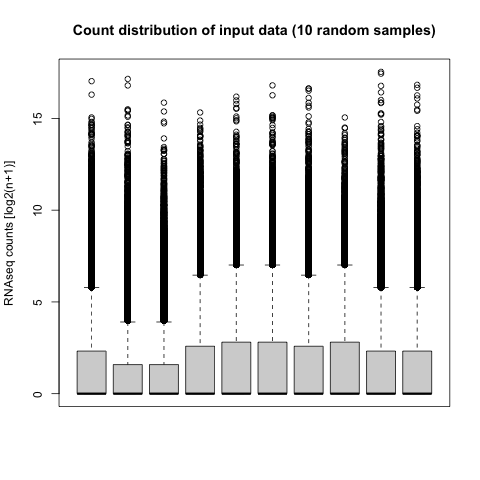 Count distribution of input data (10 random samples)
RNAseq counts [log2(n+1)]
15
10
5
0